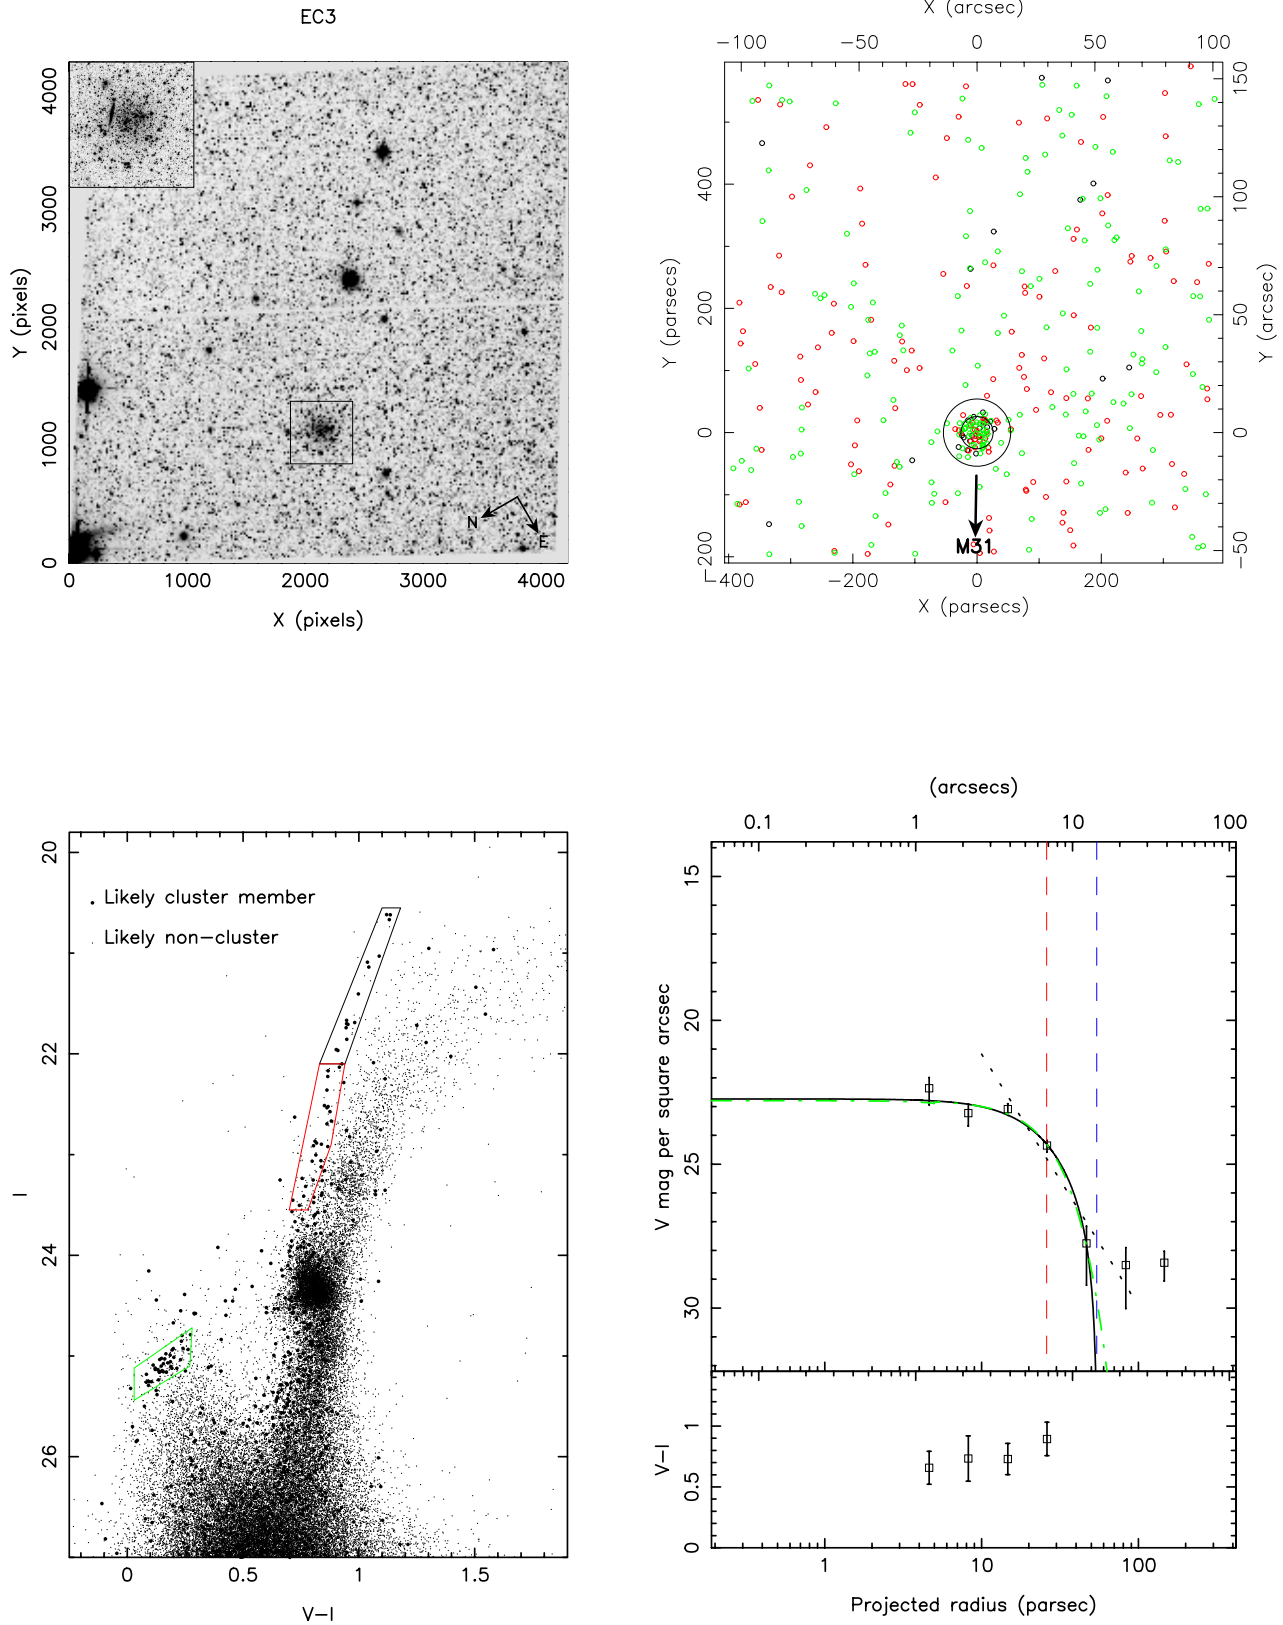 EC3
X (arcsec)
-100 -50 0 50 100
4000
3000
2000
1000
0
Y (pixels)
N
E
0 1000 2000 3000 4000
X (pixels)
400
200
0
-200
Y (parsecs)
150
100
50
0
-50
Y (arcsec)
M31
-400 -200 0 200
X (parsecs)
20
22
24
26
I
Likely cluster member
Likely non-cluster
0 0.5 1 1.5
V-I
(arcsecs)
0.1 1 10 100
15
20
25
30
V mag per square arcsec
1
0.5
0
V-I
1 10 100
Projected radius (parsec)